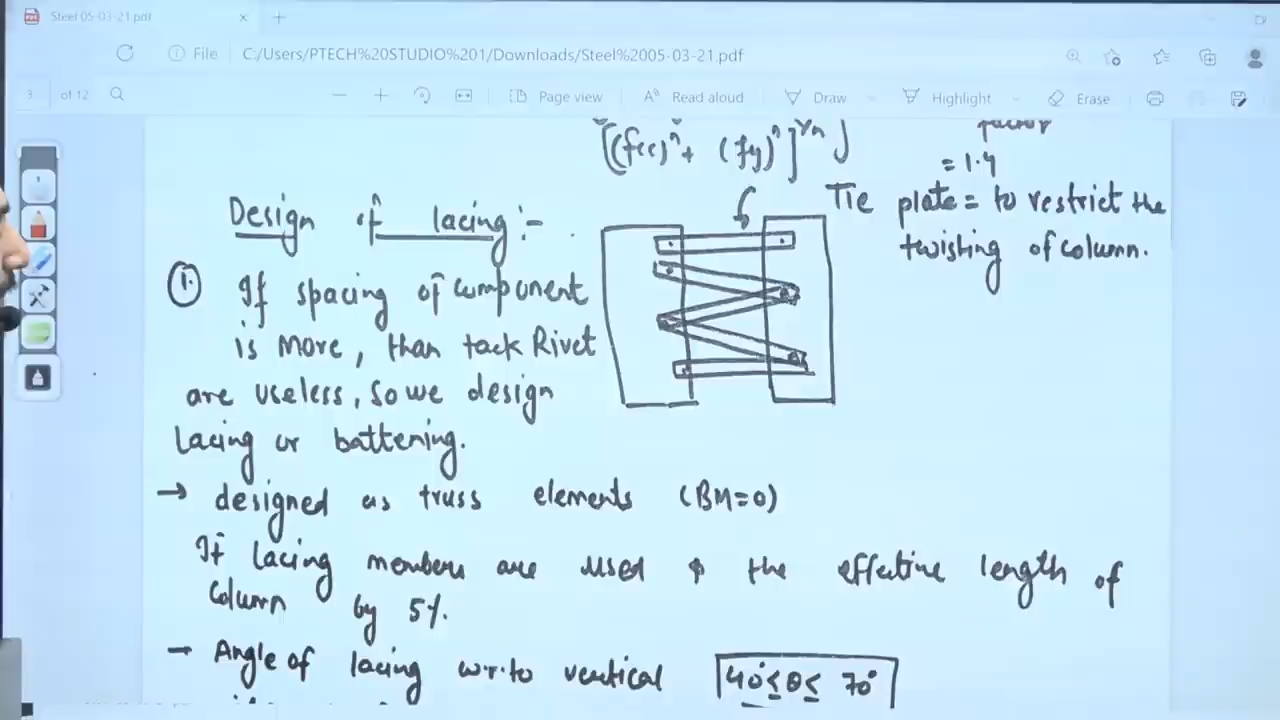 Steel 05-03-21.pdf
File C:/Users/PTECH%20STUDIO%201/Downloads/Steel%2005-03-21.pdf
3 of 12 Page view Read aloud Draw Highlight Erase
[(fcc)ⁿ + (fy)ⁿ]^1/n
factor
= 1.4
Design of lacing :-
Tie plate = to restrict the
twisting of column.
① If spacing of component
is more, than tack Rivet
are useless, so we design
Lacing or battening.
→ designed as truss elements (BM=0)
If lacing members are used ↑ the effective length of
Column by 5%.
→ Angle of lacing w.r.to vertical 40° ≤ θ ≤ 70°